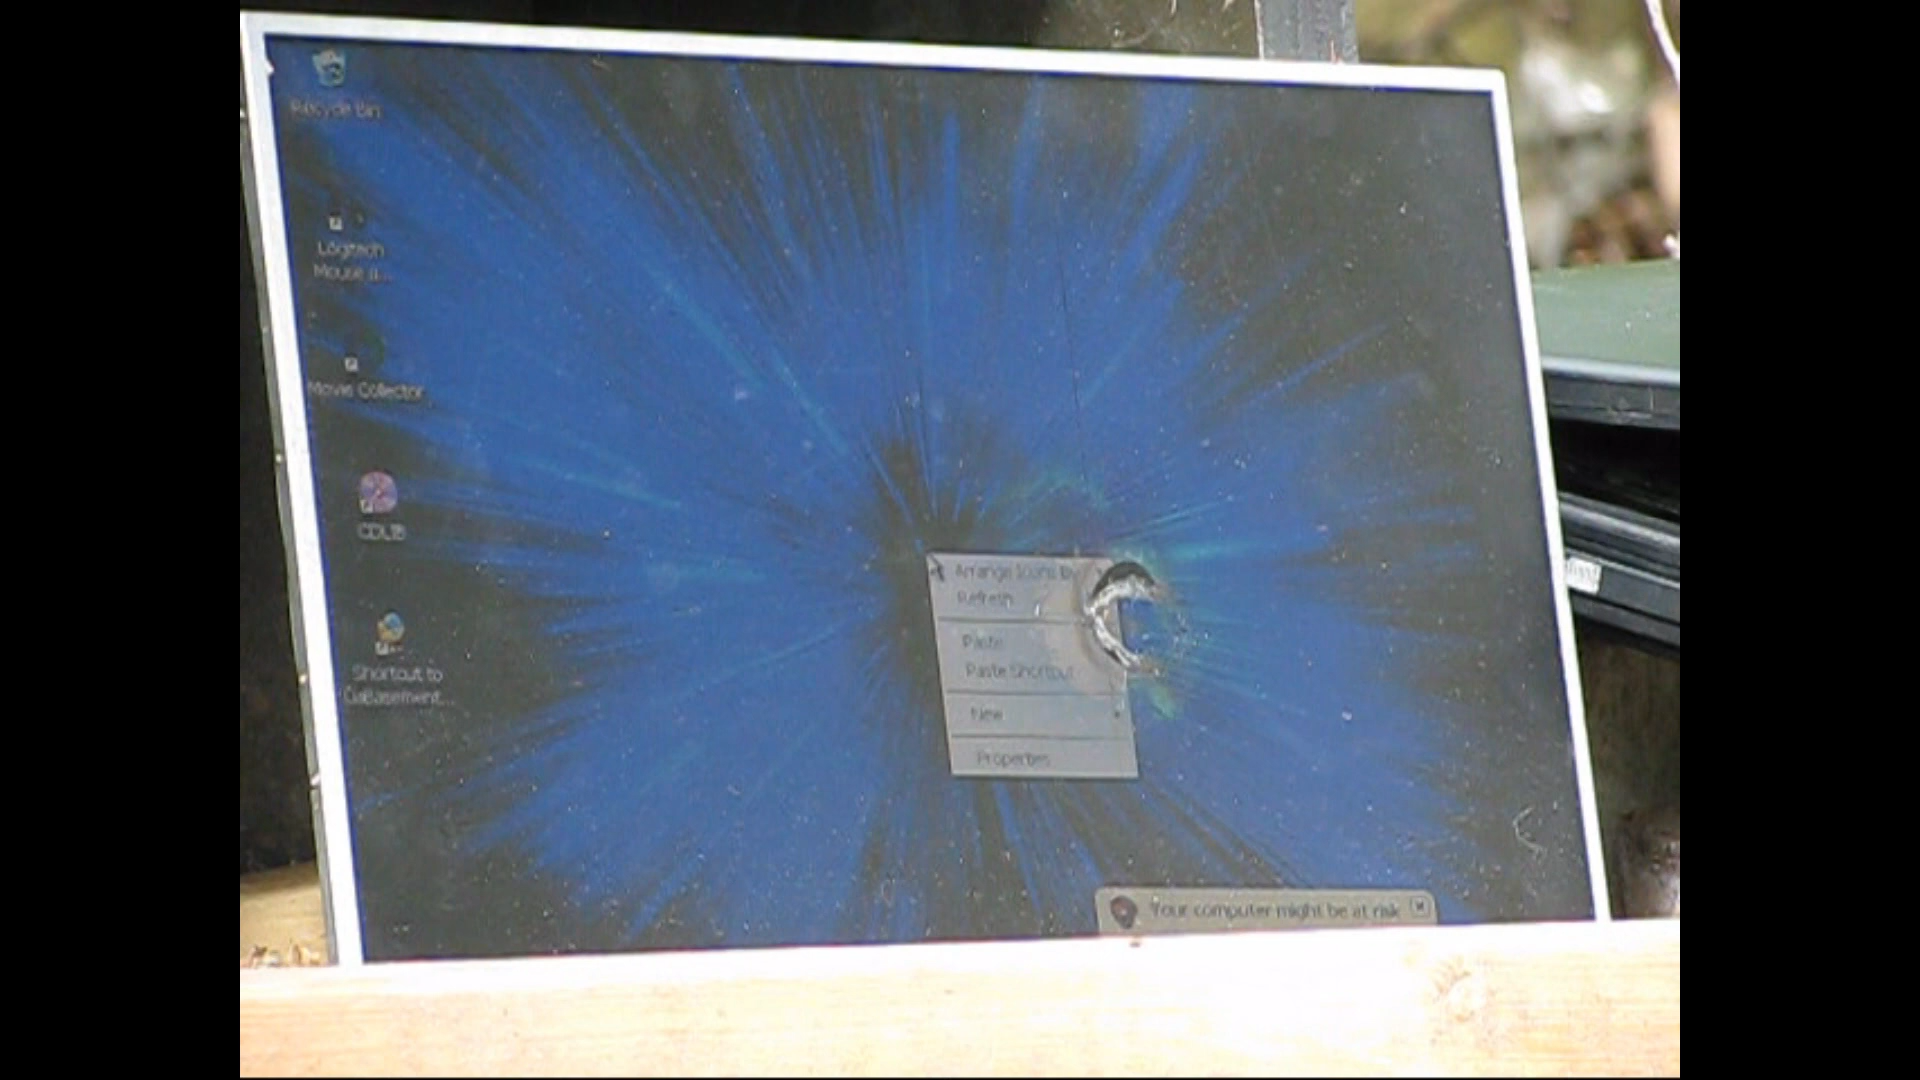 Recycle Bin
Logitech
Mouse a...
Movie Collector
CDLIB
Shortcut to
DaBasement...
Arrange Icons By
Refresh
Paste
Paste Shortcut
New
Properties
Your computer might be at risk